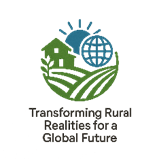 Transforming Rural
Realities for a
Global Future